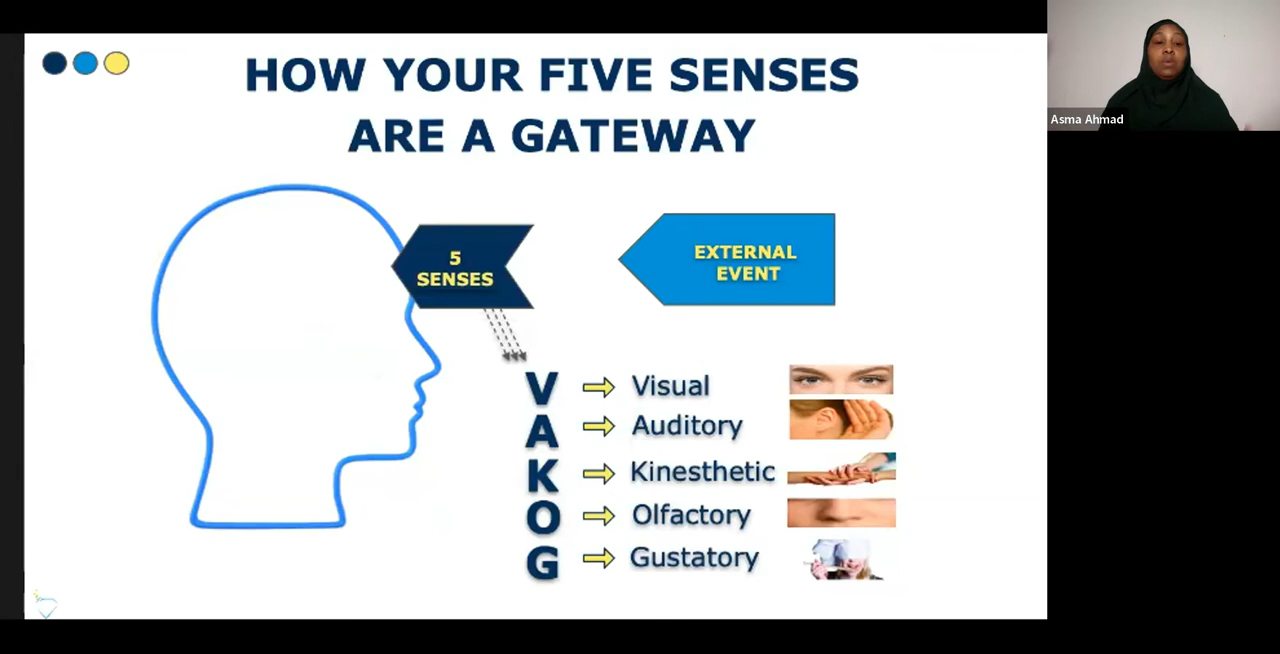 HOW YOUR FIVE SENSES
ARE A GATEWAY
5
SENSES
EXTERNAL
EVENT
V Visual
A Auditory
K Kinesthetic
O Olfactory
G Gustatory
Asma Ahmad